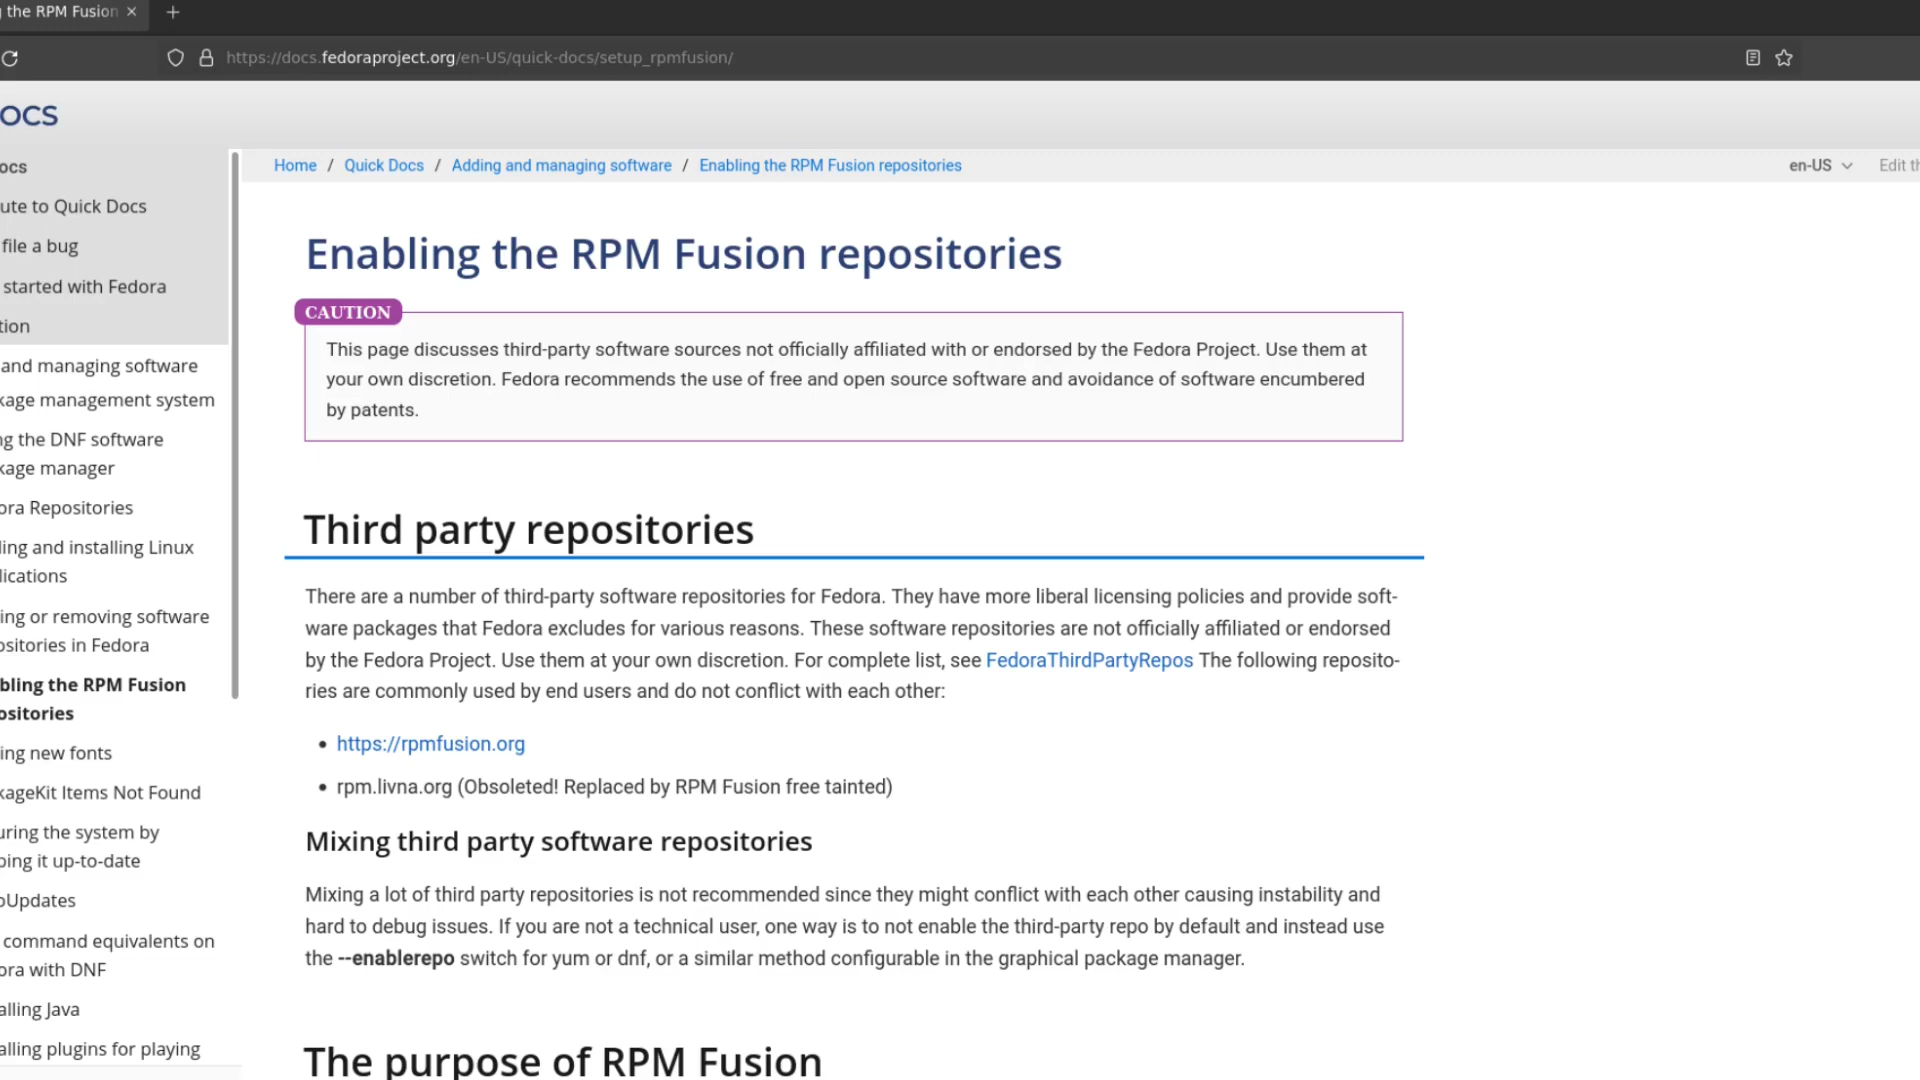 the RPM Fusion
https://docs.fedoraproject.org/en-US/quick-docs/setup_rpmfusion/
OCS
ocs
ute to Quick Docs
file a bug
started with Fedora
tion
and managing software
kage management system
ng the DNF software
kage manager
ora Repositories
ling and installing Linux
lications
ing or removing software
ositories in Fedora
bling the RPM Fusion
ositories
ing new fonts
kageKit Items Not Found
uring the system by
ping it up-to-date
oUpdates
command equivalents on
ora with DNF
alling Java
alling plugins for playing
Home / Quick Docs / Adding and managing software / Enabling the RPM Fusion repositories
en-US
Edit th
Enabling the RPM Fusion repositories
CAUTION
This page discusses third-party software sources not officially affiliated with or endorsed by the Fedora Project. Use them at
your own discretion. Fedora recommends the use of free and open source software and avoidance of software encumbered
by patents.
Third party repositories
There are a number of third-party software repositories for Fedora. They have more liberal licensing policies and provide soft-
ware packages that Fedora excludes for various reasons. These software repositories are not officially affiliated or endorsed
by the Fedora Project. Use them at your own discretion. For complete list, see FedoraThirdPartyRepos The following reposito-
ries are commonly used by end users and do not conflict with each other:
• https://rpmfusion.org
• rpm.livna.org (Obsoleted! Replaced by RPM Fusion free tainted)
Mixing third party software repositories
Mixing a lot of third party repositories is not recommended since they might conflict with each other causing instability and
hard to debug issues. If you are not a technical user, one way is to not enable the third-party repo by default and instead use
the --enablerepo switch for yum or dnf, or a similar method configurable in the graphical package manager.
The purpose of RPM Fusion